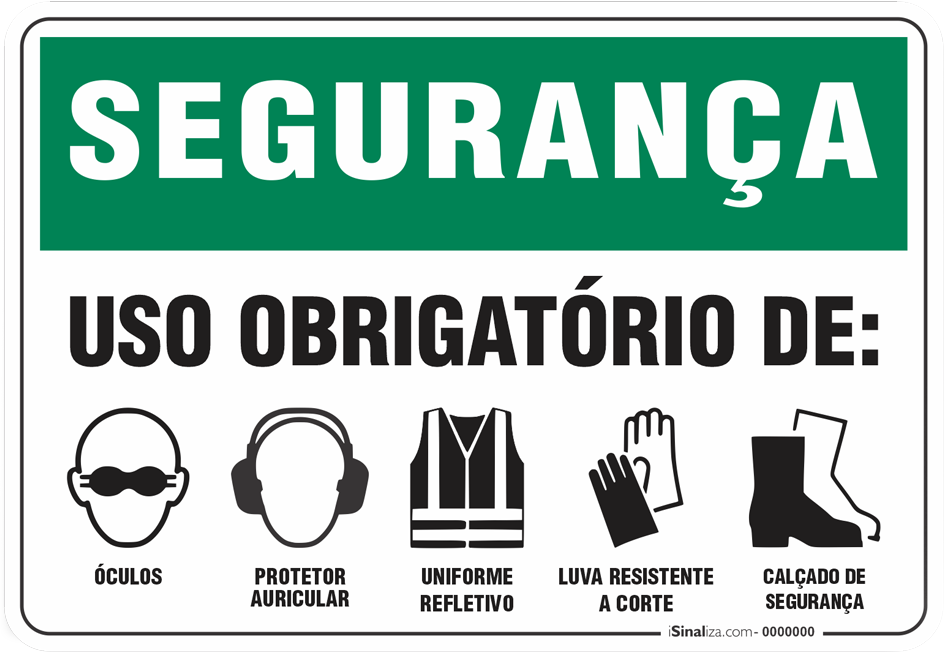 SEGURANÇA
USO OBRIGATÓRIO DE:
ÓCULOS
PROTETOR
AURICULAR
UNIFORME
REFLETIVO
LUVA RESISTENTE
A CORTE
CALÇADO DE
SEGURANÇA
iSinaliza.com - 0000000